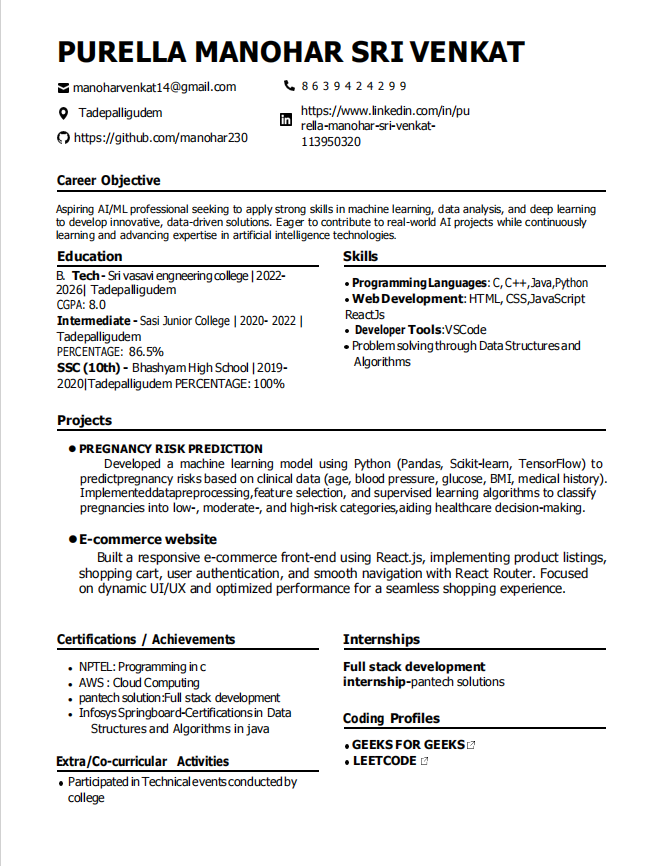 PURELLA MANOHAR SRI VENKAT
manoharvenkat14@gmail.com
8 6 3 9 4 2 4 2 9 9
Tadepalligudem
https://www.linkedin.com/in/pu
rella-manohar-sri-venkat-
113950320
https://github.com/manohar230
Career Objective
Aspiring AI/ML professional seeking to apply strong skills in machine learning, data analysis, and deep learning
to develop innovative, data-driven solutions. Eager to contribute to real-world AI projects while continuously
learning and advancing expertise in artificial intelligence technologies.
Education
B. Tech - Sri vasavi engneering college | 2022-
2026| Tadepalligudem
CGPA: 8.0
Intermediate - Sasi Junior College | 2020- 2022 |
Tadepalligudem
PERCENTAGE: 86.5%
SSC (10th) - Bhashyam High School | 2019-
2020|Tadepalligudem PERCENTAGE: 100%
Skills
• Programming Languages: C, C++,Java,Python
• Web Development: HTML, CSS,JavaScript
ReactJs
• Developer Tools:VSCode
• Problem solving through Data Structures and
Algorithms
Projects
● PREGNANCY RISK PREDICTION
Developed a machine learning model using Python (Pandas, Scikit-learn, TensorFlow) to
predictpregnancy risks based on clinical data (age, blood pressure, glucose, BMI, medical history).
Implementeddatapreprocessing,feature selection, and supervised learning algorithms to classify
pregnancies into low-, moderate-, and high-risk categories,aiding healthcare decision-making.
● E-commerce website
Built a responsive e-commerce front-end using React.js, implementing product listings,
shopping cart, user authentication, and smooth navigation with React Router. Focused
on dynamic UI/UX and optimized performance for a seamless shopping experience.
Certifications / Achievements
• NPTEL: Programming in c
• AWS : Cloud Computing
• pantech solution:Full stack development
• Infosys Springboard-Certifications in Data
Structures and Algorithms in java
Extra/Co-curricular Activities
• Participated in Technical events conducted by
college
Internships
Full stack development
internship-pantech solutions
Coding Profiles
• GEEKS FOR GEEKS
• LEETCODE